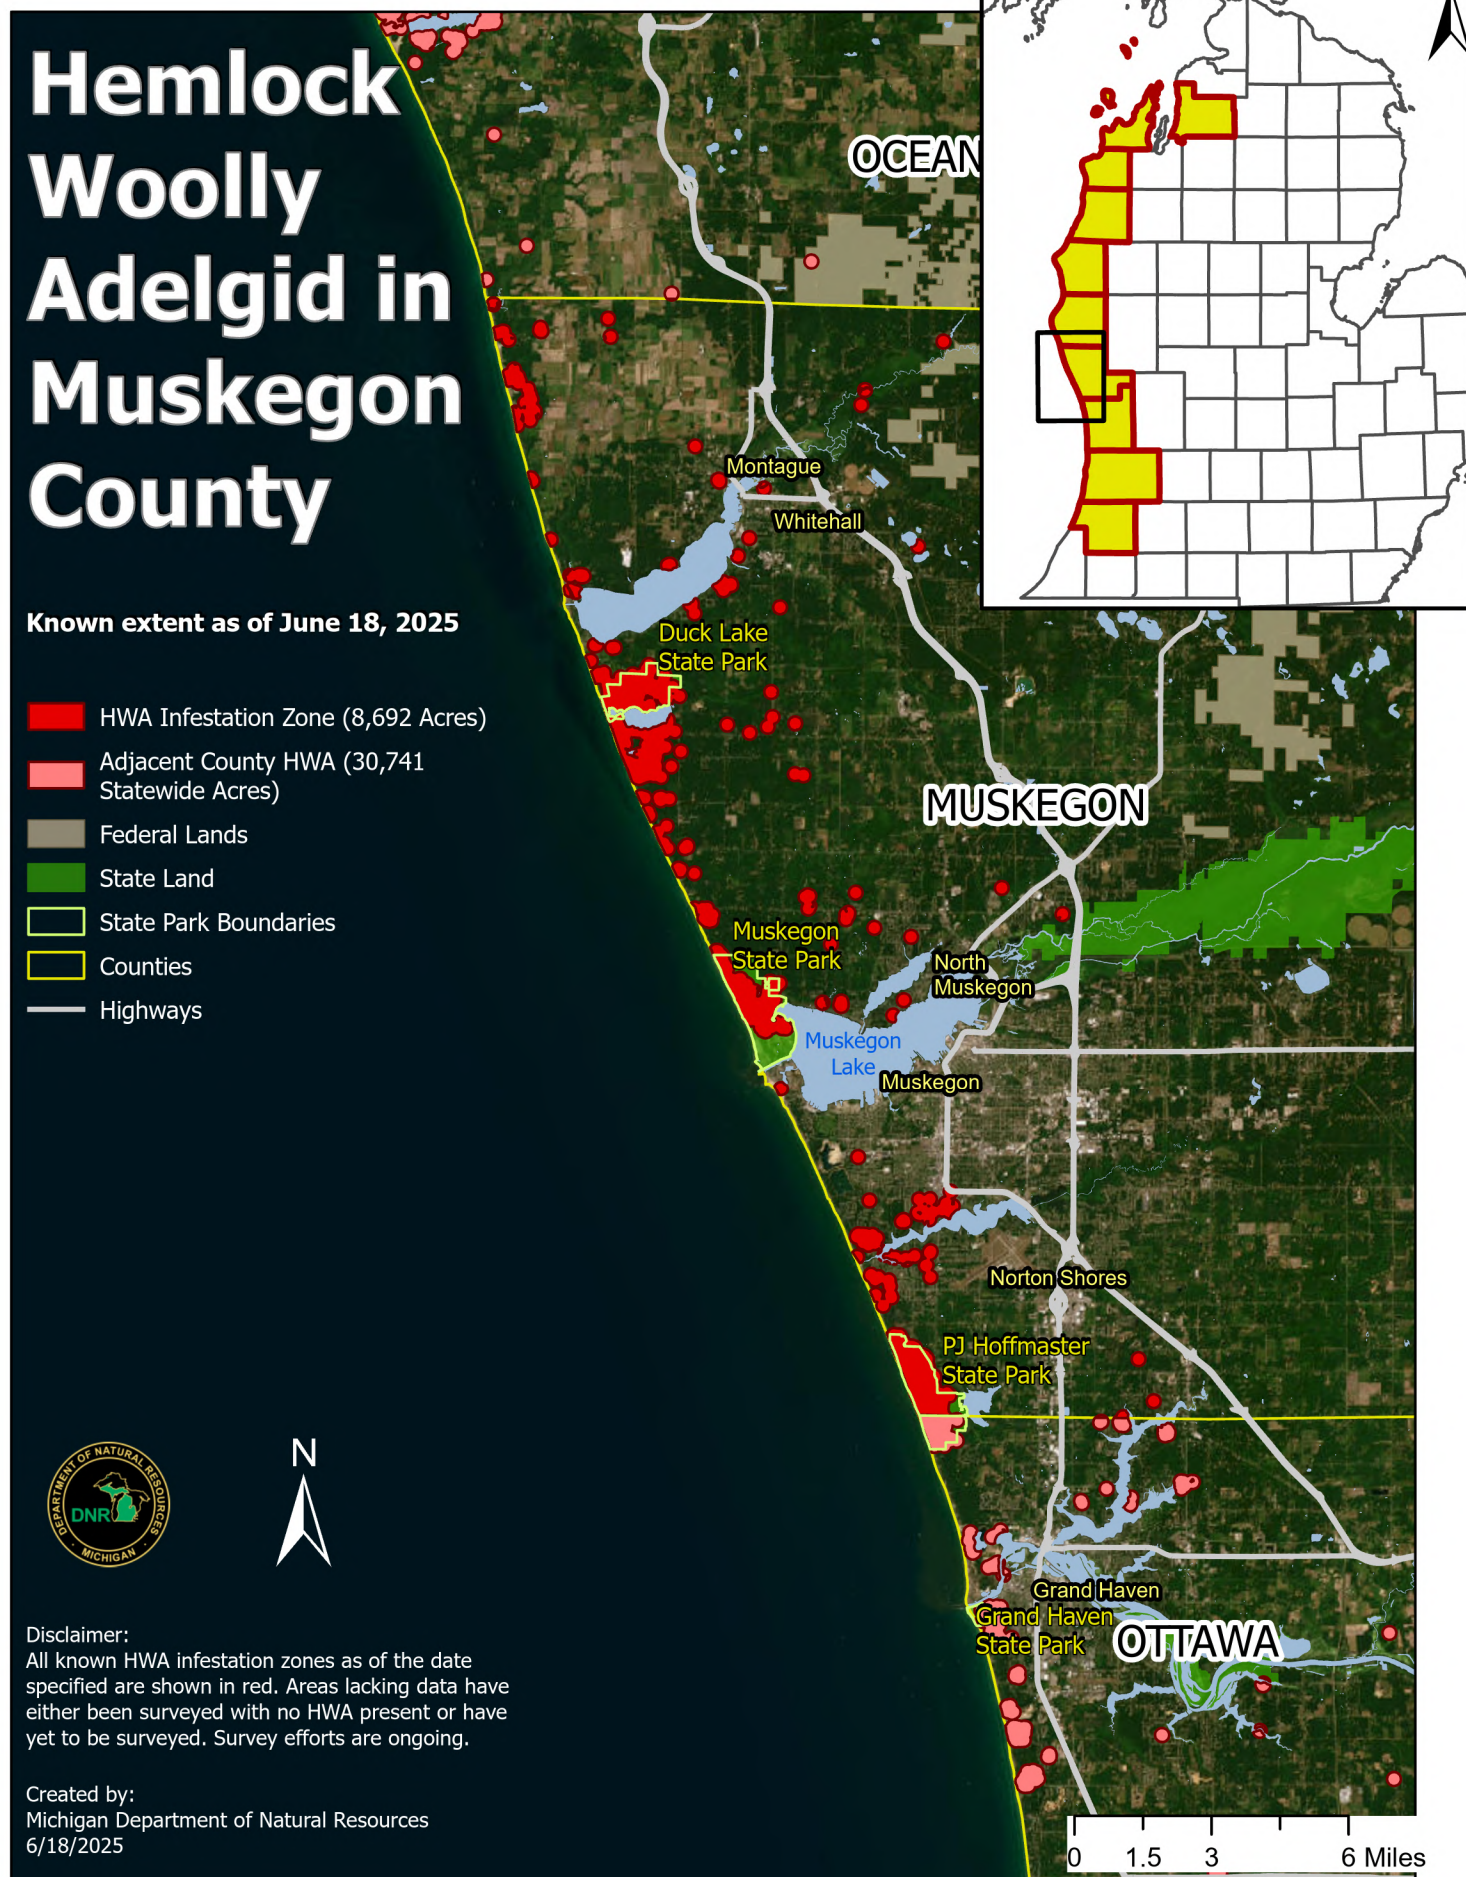 Hemlock
Woolly
Adelgid in
Muskegon
County
Known extent as of June 18, 2025
HWA Infestation Zone (8,692 Acres)
Adjacent County HWA (30,741
Statewide Acres)
Federal Lands
State Land
State Park Boundaries
Counties
Highways
OCEAN
Montague
Whitehall
Duck Lake
State Park
MUSKEGON
Muskegon
State Park
North
Muskegon
Muskegon
Lake
Muskegon
Norton Shores
PJ Hoffmaster
State Park
Grand Haven
Grand Haven
State Park
OTTAWA
DEPARTMENT OF NATURAL RESOURCES
DNR
MICHIGAN
N
Disclaimer:
All known HWA infestation zones as of the date
specified are shown in red. Areas lacking data have
either been surveyed with no HWA present or have
yet to be surveyed. Survey efforts are ongoing.
Created by:
Michigan Department of Natural Resources
6/18/2025
0 1.5 3 6 Miles